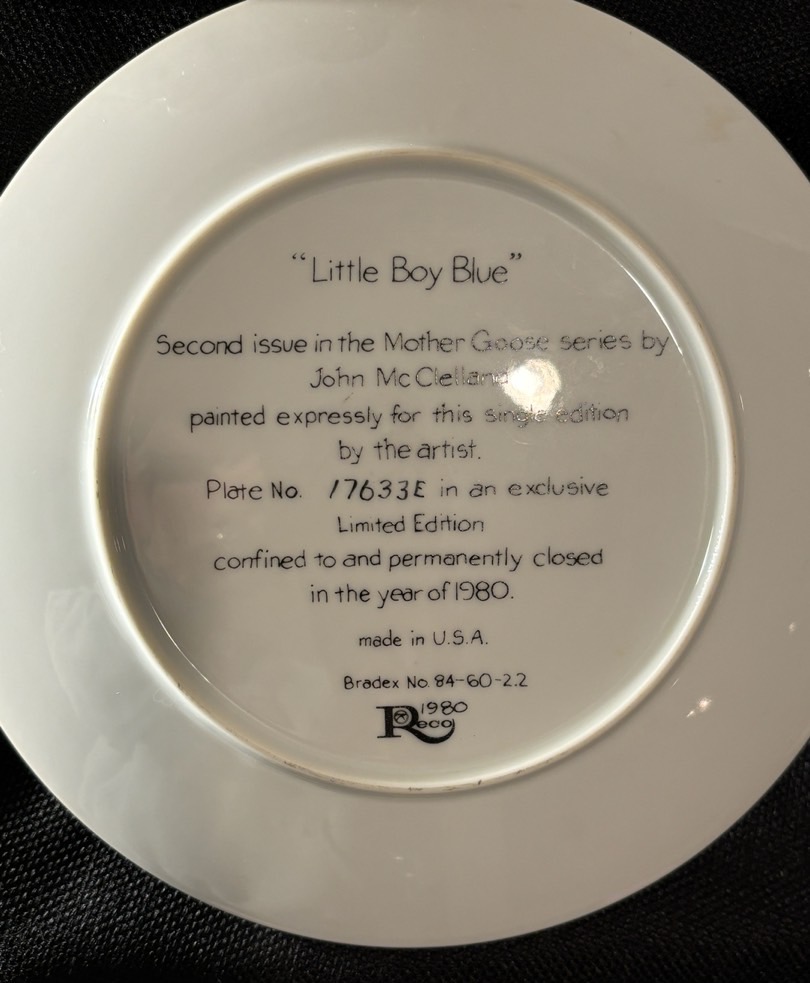 “Little Boy Blue”
Second issue in the Mother Goose series by
John McClelland
painted expressly for this single edition
by the artist.
Plate No. 17633E in an exclusive
Limited Edition
confined to and permanently closed
in the year of 1980.
made in U.S.A.
Bradex No. 84-60-2.2
1980
Reco